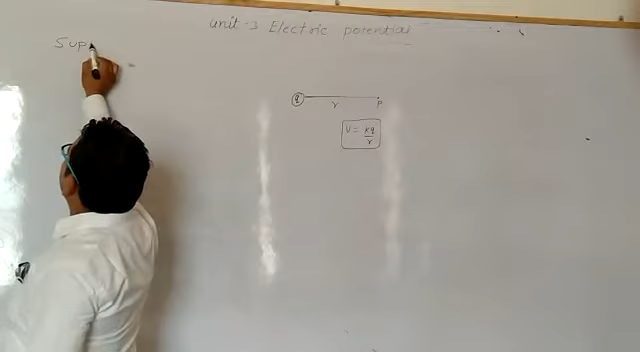 Unit-3 Electric potential
Sup
q r P
V = Kq/r